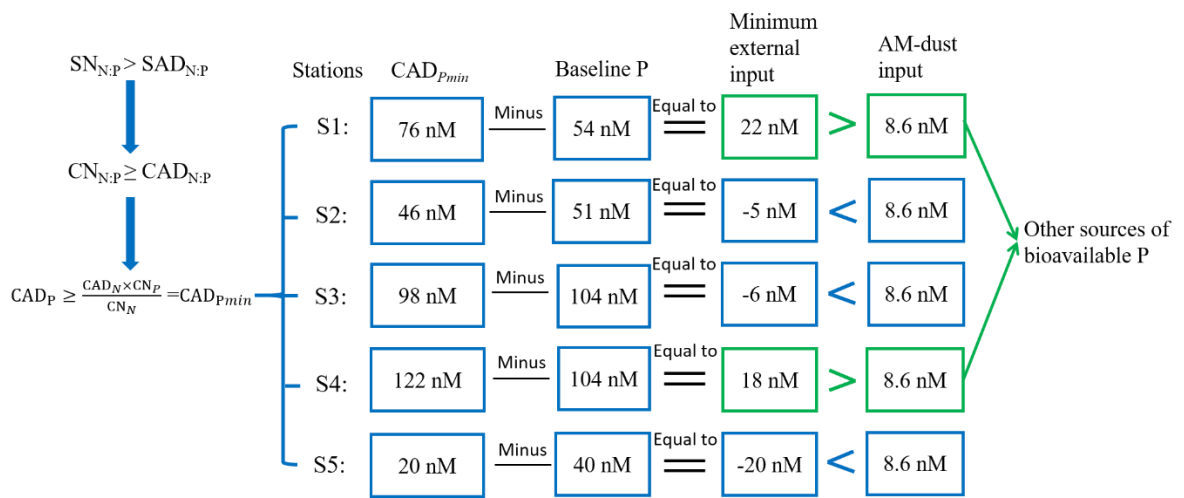 SN_N:P > SAD_N:P
CN_N:P ≥ CAD_N:P
CAD_P ≥ (CAD_N×CN_P)/CN_N =CAD_Pmin
Stations CAD_Pmin Baseline P Minimum external input AM-dust input
S1: 76 nM Minus 54 nM Equal to = 22 nM > 8.6 nM
S2: 46 nM Minus 51 nM Equal to = -5 nM < 8.6 nM
S3: 98 nM Minus 104 nM Equal to = -6 nM < 8.6 nM
S4: 122 nM Minus 104 nM Equal to = 18 nM > 8.6 nM
S5: 20 nM Minus 40 nM Equal to = -20 nM < 8.6 nM
Other sources of
bioavailable P